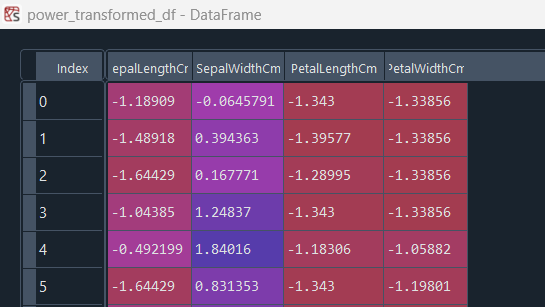 power_transformed_df - DataFrame
Index epalLengthCr SepalWidthCm PetalLengthCm PetalWidthCm
0 -1.18909 -0.0645791 -1.343 -1.33856
1 -1.48918 0.394363 -1.39577 -1.33856
2 -1.64429 0.167771 -1.28995 -1.33856
3 -1.04385 1.24837 -1.343 -1.33856
4 -0.492199 1.84016 -1.18306 -1.05882
5 -1.64429 0.831353 -1.343 -1.19801